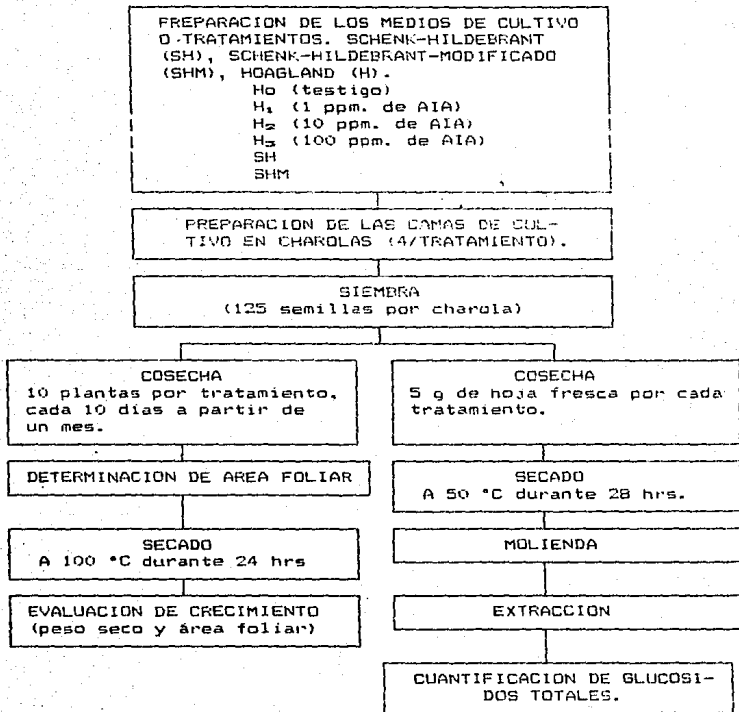 PREPARACION DE LOS MEDIOS DE CULTIVO
O TRATAMIENTOS. SCHENK-HILDEBRANT
(SH), SCHENK-HILDEBRANT-MODIFICADO
(SHM), HOAGLAND (H).
Ho (testigo)
H₁ (1 ppm. de AIA)
H₂ (10 ppm. de AIA)
H₃ (100 ppm. de AIA)
SH
SHM
PREPARACION DE LAS CAMAS DE CUL-
TIVO EN CHAROLAS (4/TRATAMIENTO).
SIEMBRA
(125 semillas por charola)
COSECHA
10 plantas por tratamiento,
cada 10 días a partir de
un mes.
DETERMINACION DE AREA FOLIAR
SECADO
A 100 °C durante 24 hrs
EVALUACION DE CRECIMIENTO
(peso seco y área foliar)
COSECHA
5 g de hoja fresca por cada
tratamiento.
SECADO
A 50 °C durante 28 hrs.
MOLIENDA
EXTRACCION
CUANTIFICACION DE GLUCOSI-
DOS TOTALES.